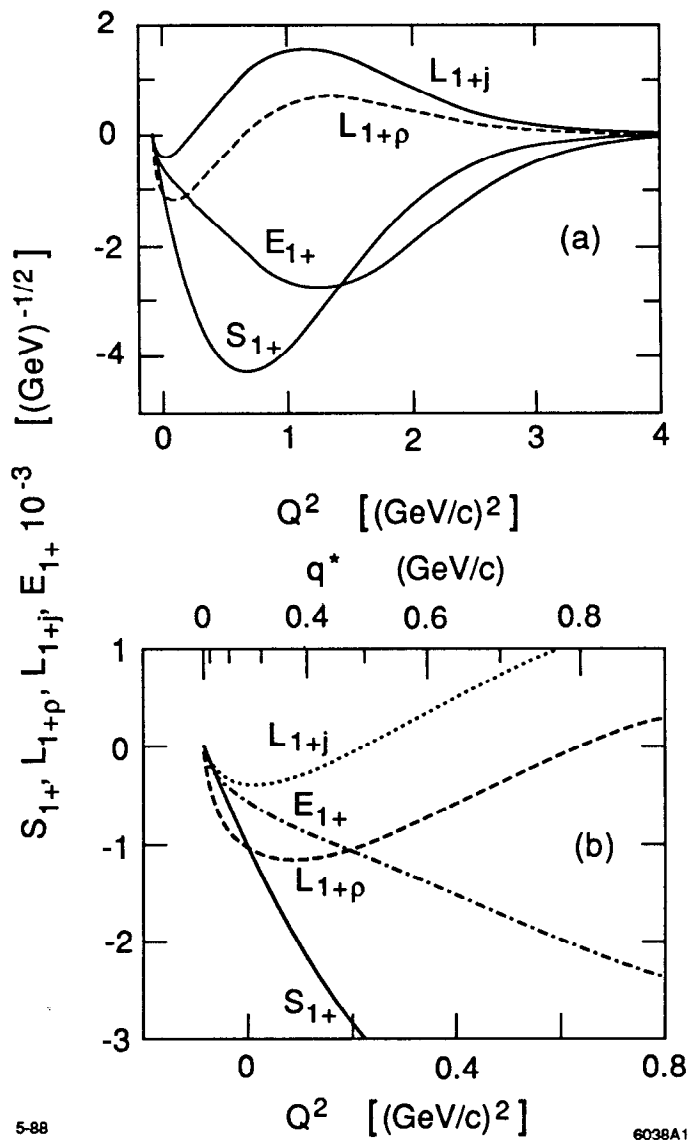 2
0
-2
-4
L1+j
L1+ρ
E1+
S1+
(a)
0 1 2 3 4
Q² [(GeV/c)²]
S1+, L1+ρ, L1+j, E1+ 10⁻³ [(GeV)⁻¹/²]
q* (GeV/c)
0 0.4 0.6 0.8
1
0
-1
-2
-3
L1+j
E1+
L1+ρ
S1+
(b)
0 0.4 0.8
Q² [(GeV/c)²]
5-88
6038A1